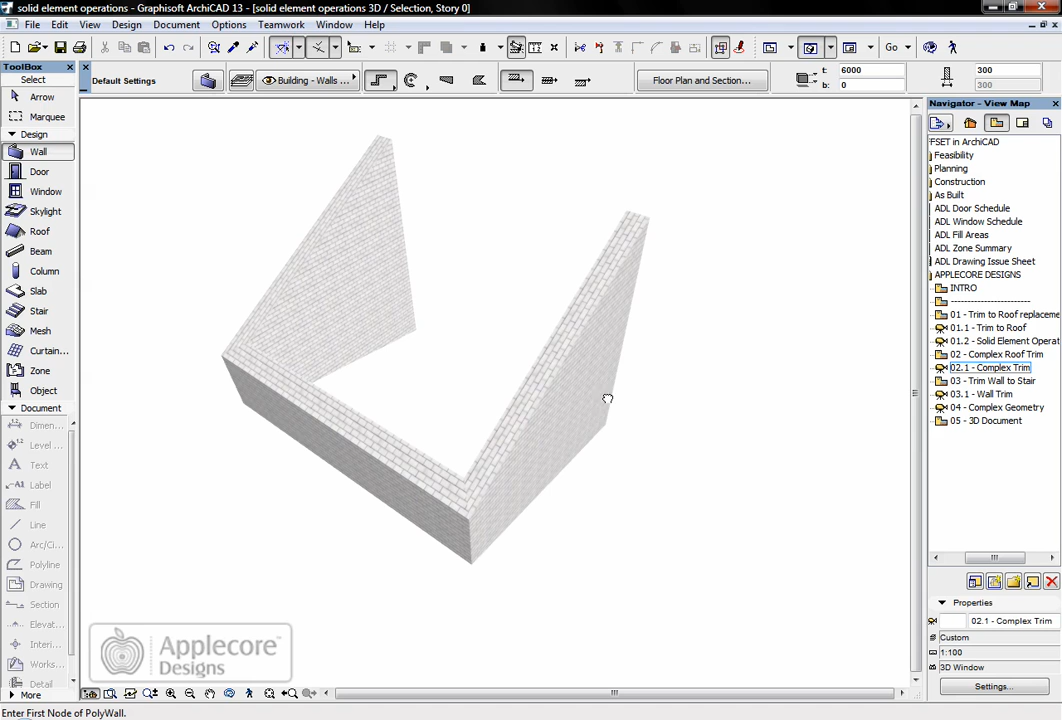 solid element operations - Graphisoft ArchiCAD 13 - [solid element operations 3D / Selection, Story 0]
File Edit View Design Document Options Teamwork Window Help
Go
ToolBox
Select
Arrow
Marquee
Design
Wall
Door
Window
Skylight
Roof
Beam
Column
Slab
Stair
Mesh
Curtain...
Zone
Object
Document
Dimen...
Level ...
Text
Label
Fill
Line
Arc/Ci...
Polyline
Drawing
Section
Elevat...
Interi...
Works...
Detail
More
Default Settings
Building - Walls ...
Floor Plan and Section...
t: 6000
b: 0
300
300
Navigator - View Map
FSET in ArchiCAD
Feasibility
Planning
Construction
As Built
ADL Door Schedule
ADL Window Schedule
ADL Fill Areas
ADL Zone Summary
ADL Drawing Issue Sheet
APPLECORE DESIGNS
INTRO
------------------------
01 - Trim to Roof replaceme
01.1 - Trim to Roof
01.2 - Solid Element Operat
02 - Complex Roof Trim
02.1 - Complex Trim
03 - Trim Wall to Stair
03.1 - Wall Trim
04 - Complex Geometry
05 - 3D Document
Properties
02.1 - Complex Trim
Custom
1:100
3D Window
Settings...
Applecore
Designs
Enter First Node of PolyWall.